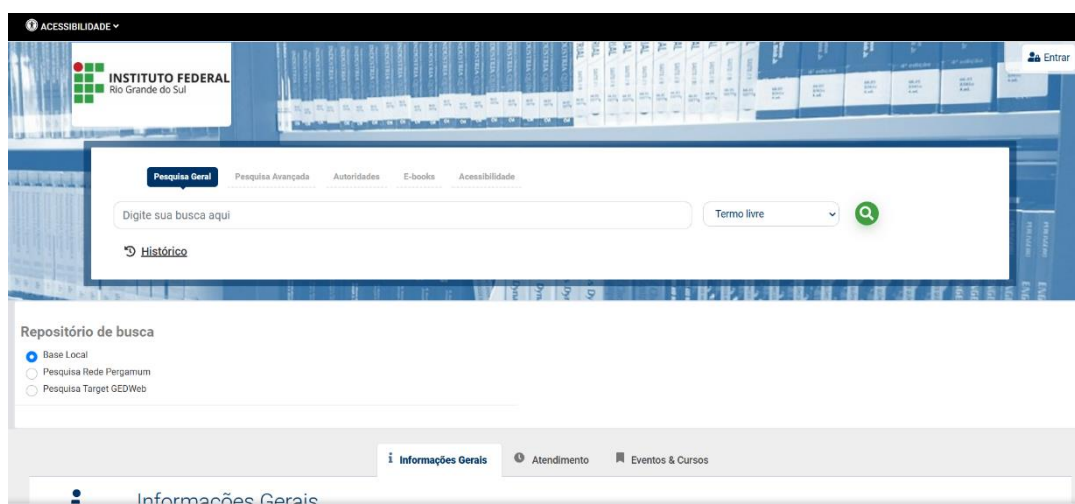 ACESSIBILIDADE
Entrar
INSTITUTO FEDERAL
Rio Grande do Sul
Pesquisa Geral Pesquisa Avançada Autoridades E-books Acessibilidade
Digite sua busca aqui Termo livre
Histórico
Repositório de busca
Base Local
Pesquisa Rede Pergamum
Pesquisa Target GEDWeb
Informações Gerais Atendimento Eventos & Cursos
Informações Gerais